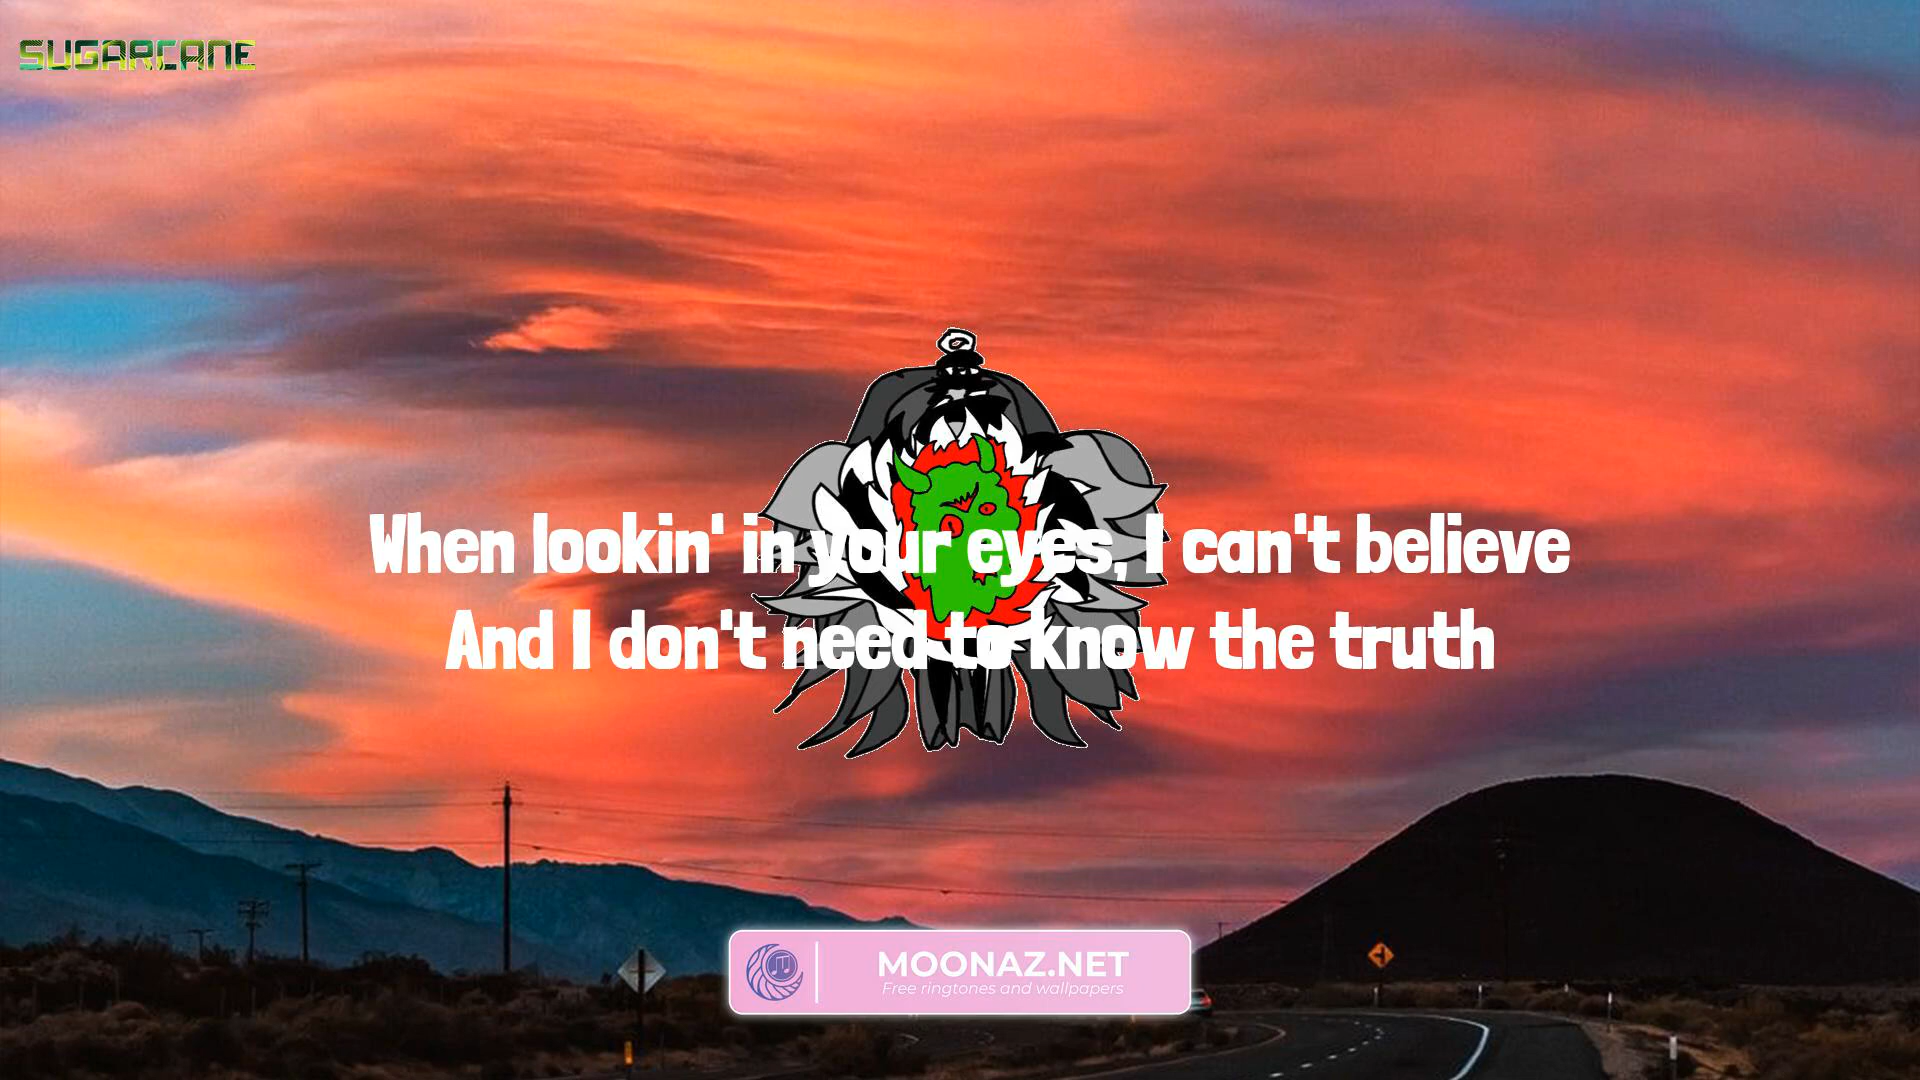 SUGARCANE
When lookin' in your eyes, I can't believe
And I don't need to know the truth
MOONAZ.NET
Free ringtones and wallpapers